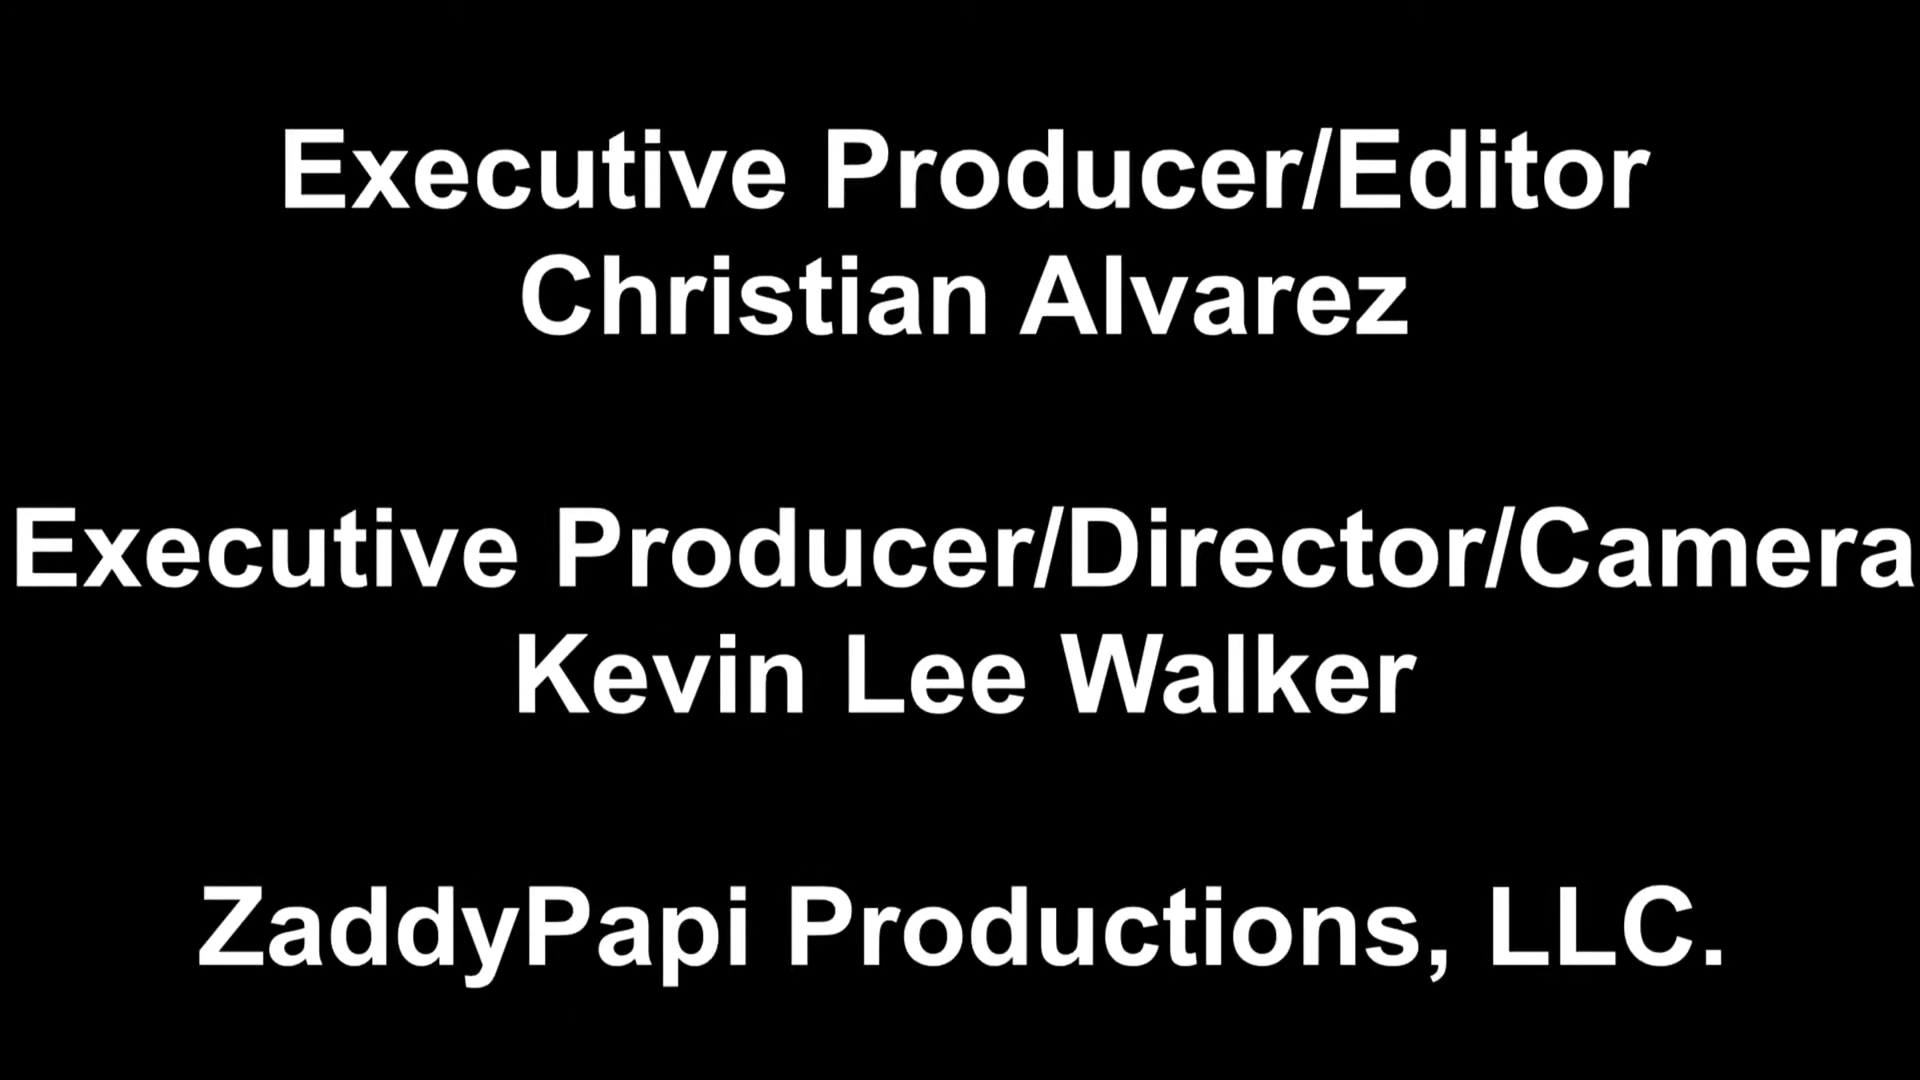 Executive Producer/Editor
Christian Alvarez
Executive Producer/Director/Camera
Kevin Lee Walker
ZaddyPapi Productions, LLC.